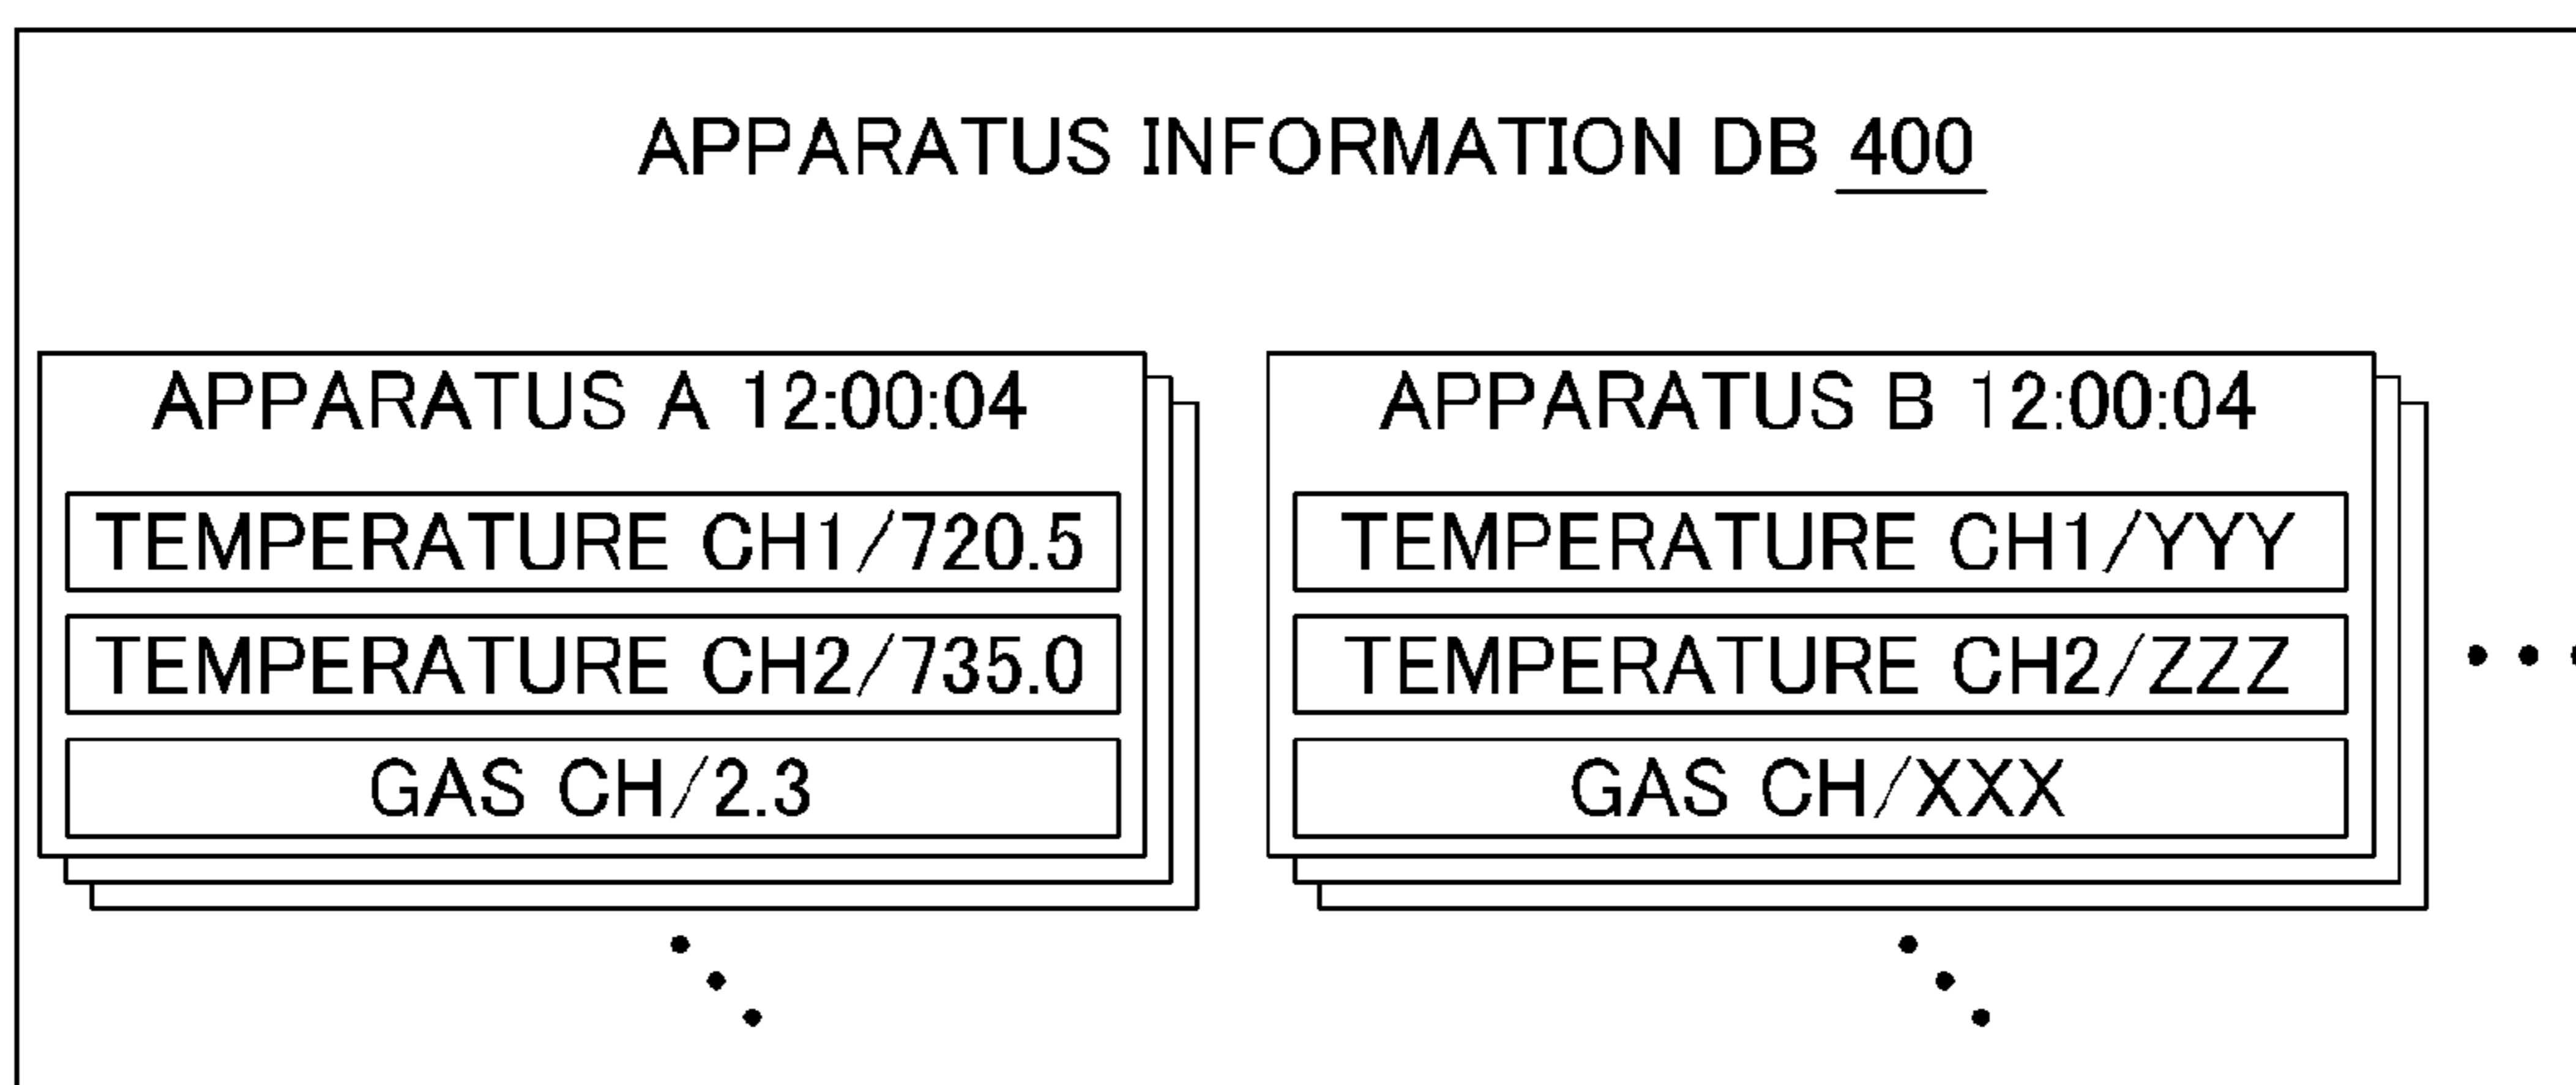 APPARATUS INFORMATION DB 400
APPARATUS A 12:00:04
TEMPERATURE CH1/720.5
TEMPERATURE CH2/735.0
GAS CH/2.3
APPARATUS B 12:00:04
TEMPERATURE CH1/YYY
TEMPERATURE CH2/ZZZ
GAS CH/XXX